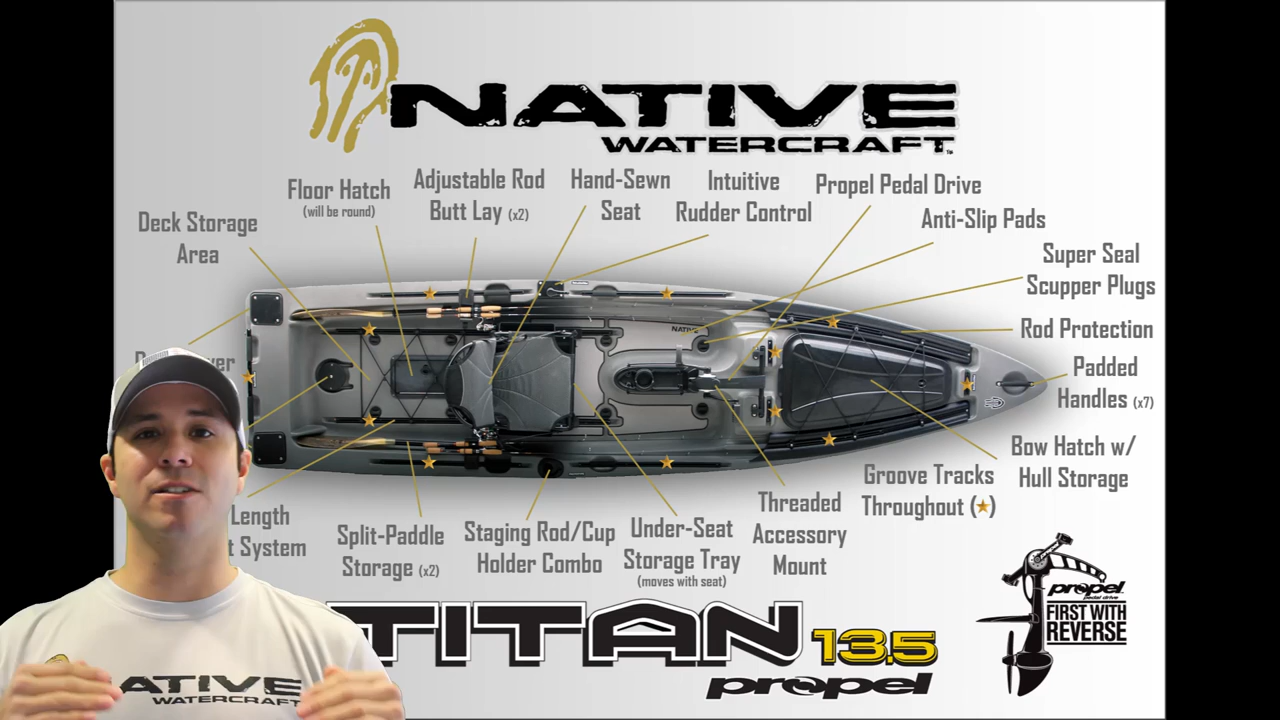 NATIVE
WATERCRAFT
Floor Hatch
(will be round)
Adjustable Rod
Butt Lay (x2)
Hand-Sewn
Seat
Intuitive
Rudder Control
Propel Pedal Drive
Anti-Slip Pads
Deck Storage
Area
Super Seal
Scupper Plugs
Rod Protection
NATIVE
Padded
Handles (x7)
Bow Hatch w/
Hull Storage
Groove Tracks
Throughout ( )
Length
System
Split-Paddle
Storage (x2)
Staging Rod/Cup
Holder Combo
Under-Seat
Storage Tray
(moves with seat)
Threaded
Accessory
Mount
TITAN 13.5
propel
propel
pedal drive
FIRST WITH
REVERSE
NATIVE
WATERCRAFT